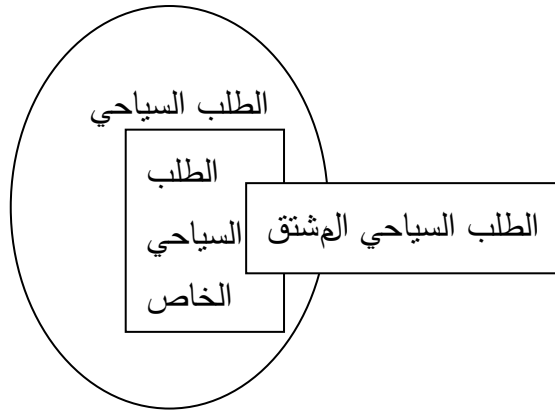 الطلب السياحي
الطلب
السياحي
الخاص
الطلب السياحي المشتق